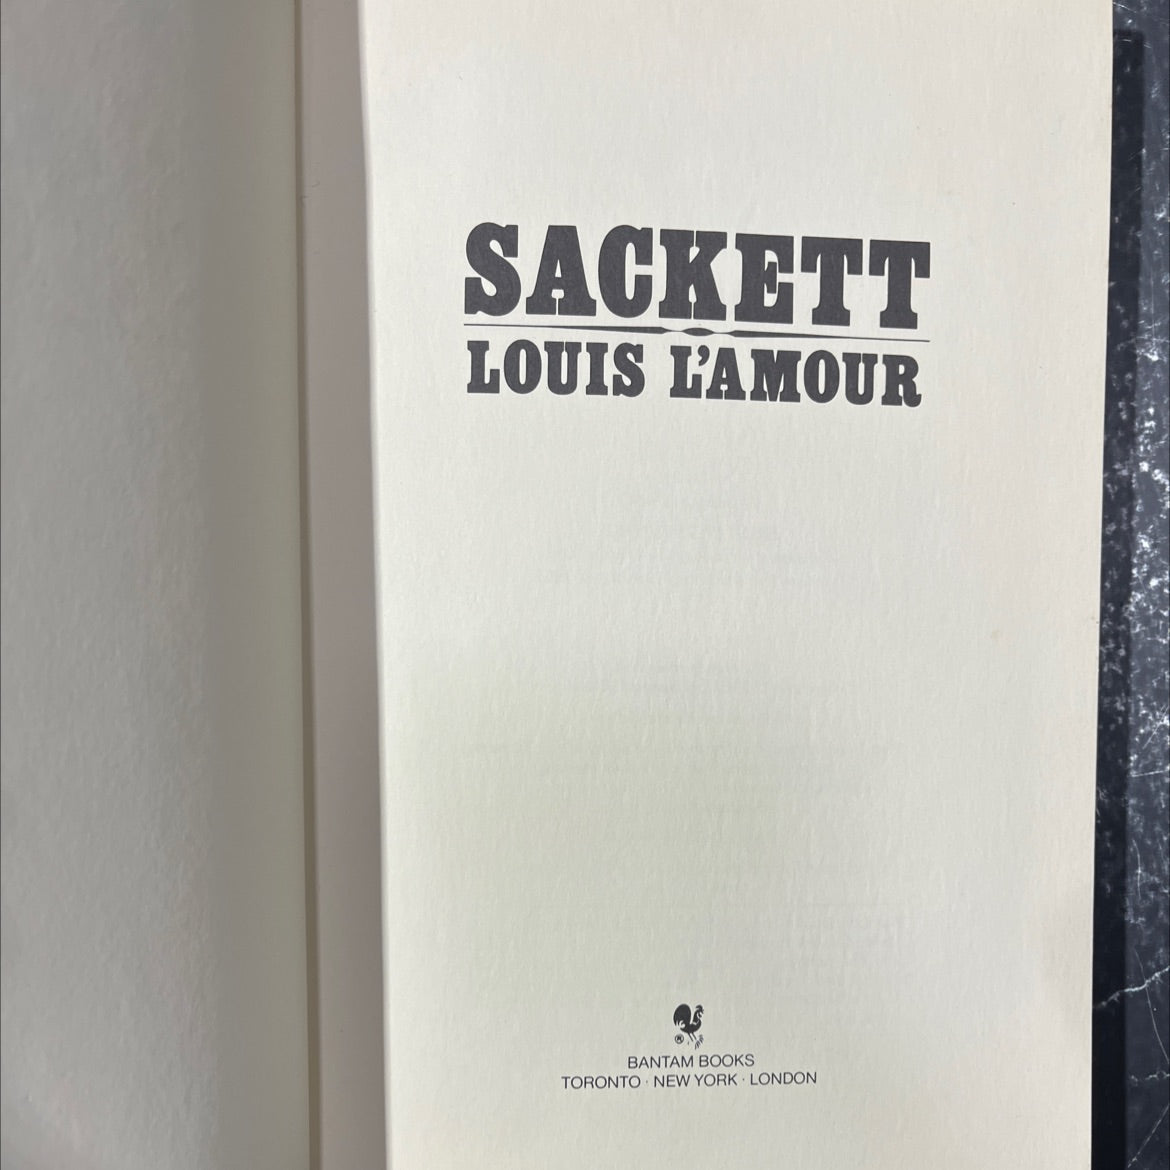 SACKETT
LOUIS L'AMOUR
®
BANTAM BOOKS
TORONTO · NEW YORK · LONDON